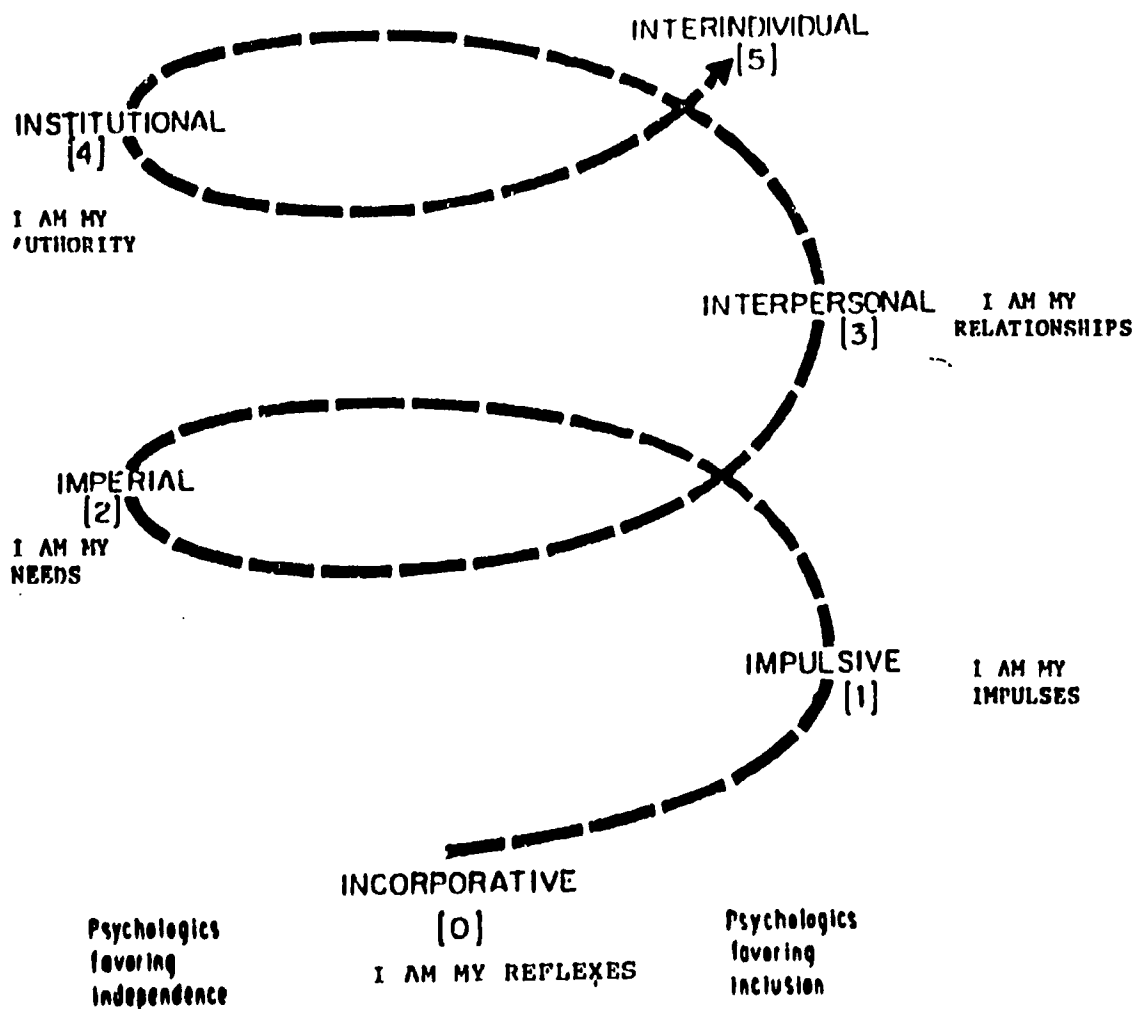 INTERINDIVIDUAL
[5]
INSTITUTIONAL
[4]
I AM MY
'UTHORITY
INTERPERSONAL
[3]
I AM MY
RELATIONSHIPS
IMPERIAL
[2]
I AM MY
NEEDS
IMPULSIVE
[1]
I AM MY
IMPULSES
INCORPORATIVE
[0]
I AM MY REFLEXES
Psychologics
favoring
independence
Psychologics
favoring
inclusion